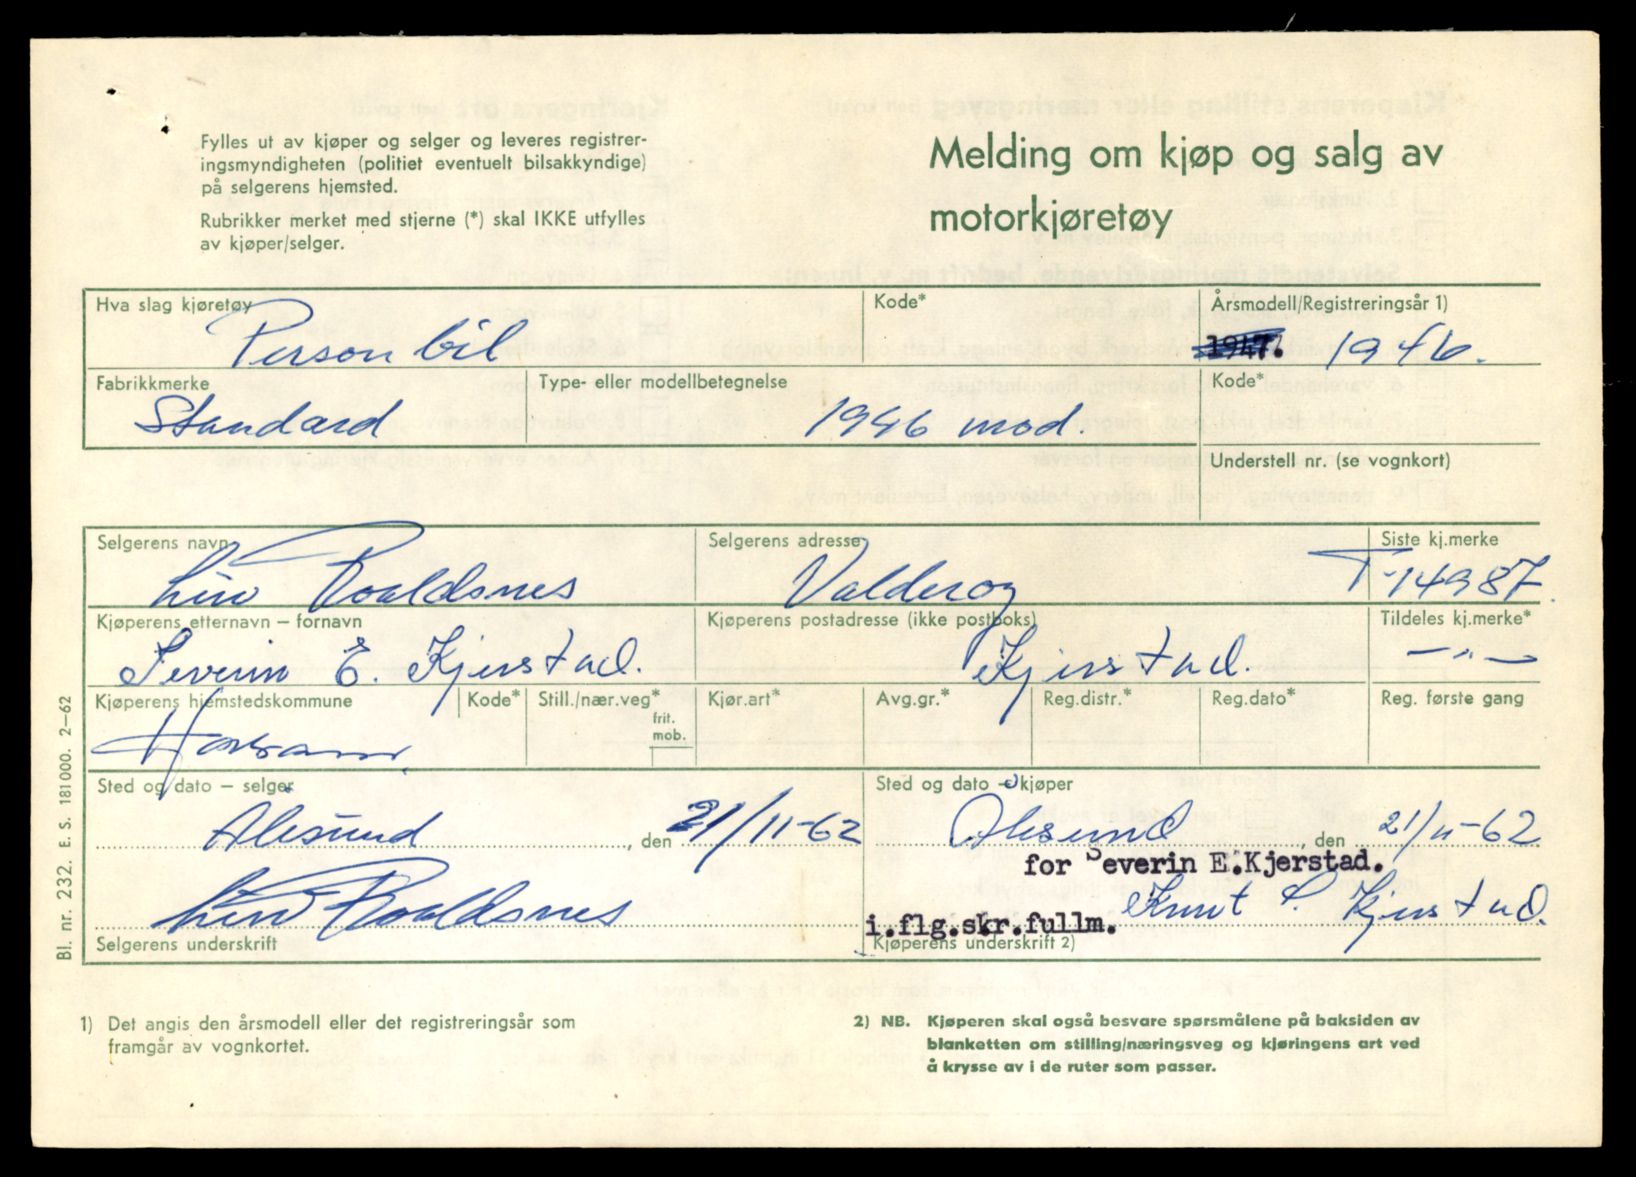 Fylles ut av kjøper og selger og leveres registrer-
ingsmyndigheten (politiet eventuelt bilsakkyndige)
på selgerens hjemsted.
Rubrikker merket med stjerne (*) skal IKKE utfylles
av kjøper/selger.
Melding om kjøp og salg av
motorkjøretøy
Hva slag kjøretøy
Kode*
Årsmodell/Registreringsår 1)
Person bil
1947. 1946.
Fabrikkmerke
Type- eller modellbetegnelse
Kode*
Standard
1946 mod.
Understell nr. (se vognkort)
Selgerens navn
Selgerens adresse
Siste kj.merke
Liv Roaldsnes
Valderøy
T-14987
Kjøperens etternavn – fornavn
Kjøperens postadresse (ikke postboks)
Tildeles kj.merke*
Severin E. Kjerstad.
Kjerstad.
— " —
Kjøperens hjemstedskommune
Kode*
Still./nær.veg*
frit.
mob.
Kjør.art*
Avg.gr.*
Reg.distr.*
Reg.dato*
Reg. første gang
Haram
Sted og dato – selger
Sted og dato – kjøper
Ålesund, den 21/11-62
Ålesund, den 21/11-62
for Severin E.Kjerstad.
Liv Roaldsnes
Knut S. Kjerstad.
i.flg.skr.fullm.
Selgerens underskrift
Kjøperens underskrift 2)
Bl. nr. 232. E. S. 181000. 2–62
1) Det angis den årsmodell eller det registreringsår som
framgår av vognkortet.
2) NB. Kjøperen skal også besvare spørsmålene på baksiden av
blanketten om stilling/næringsveg og kjøringens art ved
å krysse av i de ruter som passer.